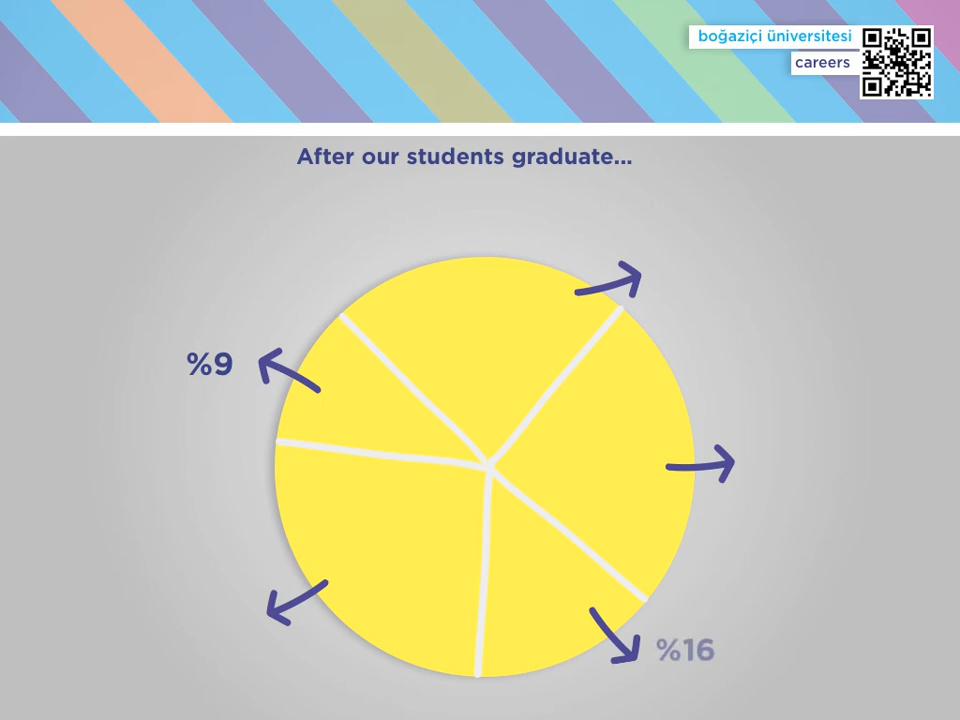 boğaziçi üniversitesi
careers
After our students graduate...
%9
%16